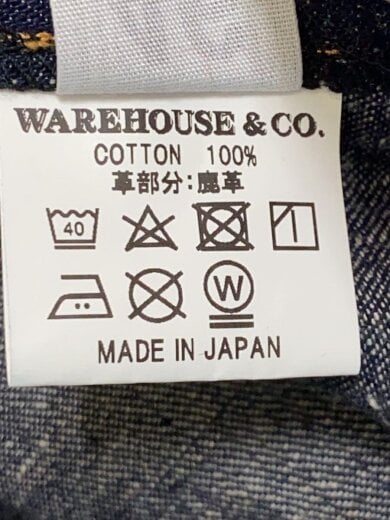 WAREHOUSE & CO.
COTTON 100%
革部分:鹿革
40
W
MADE IN JAPAN